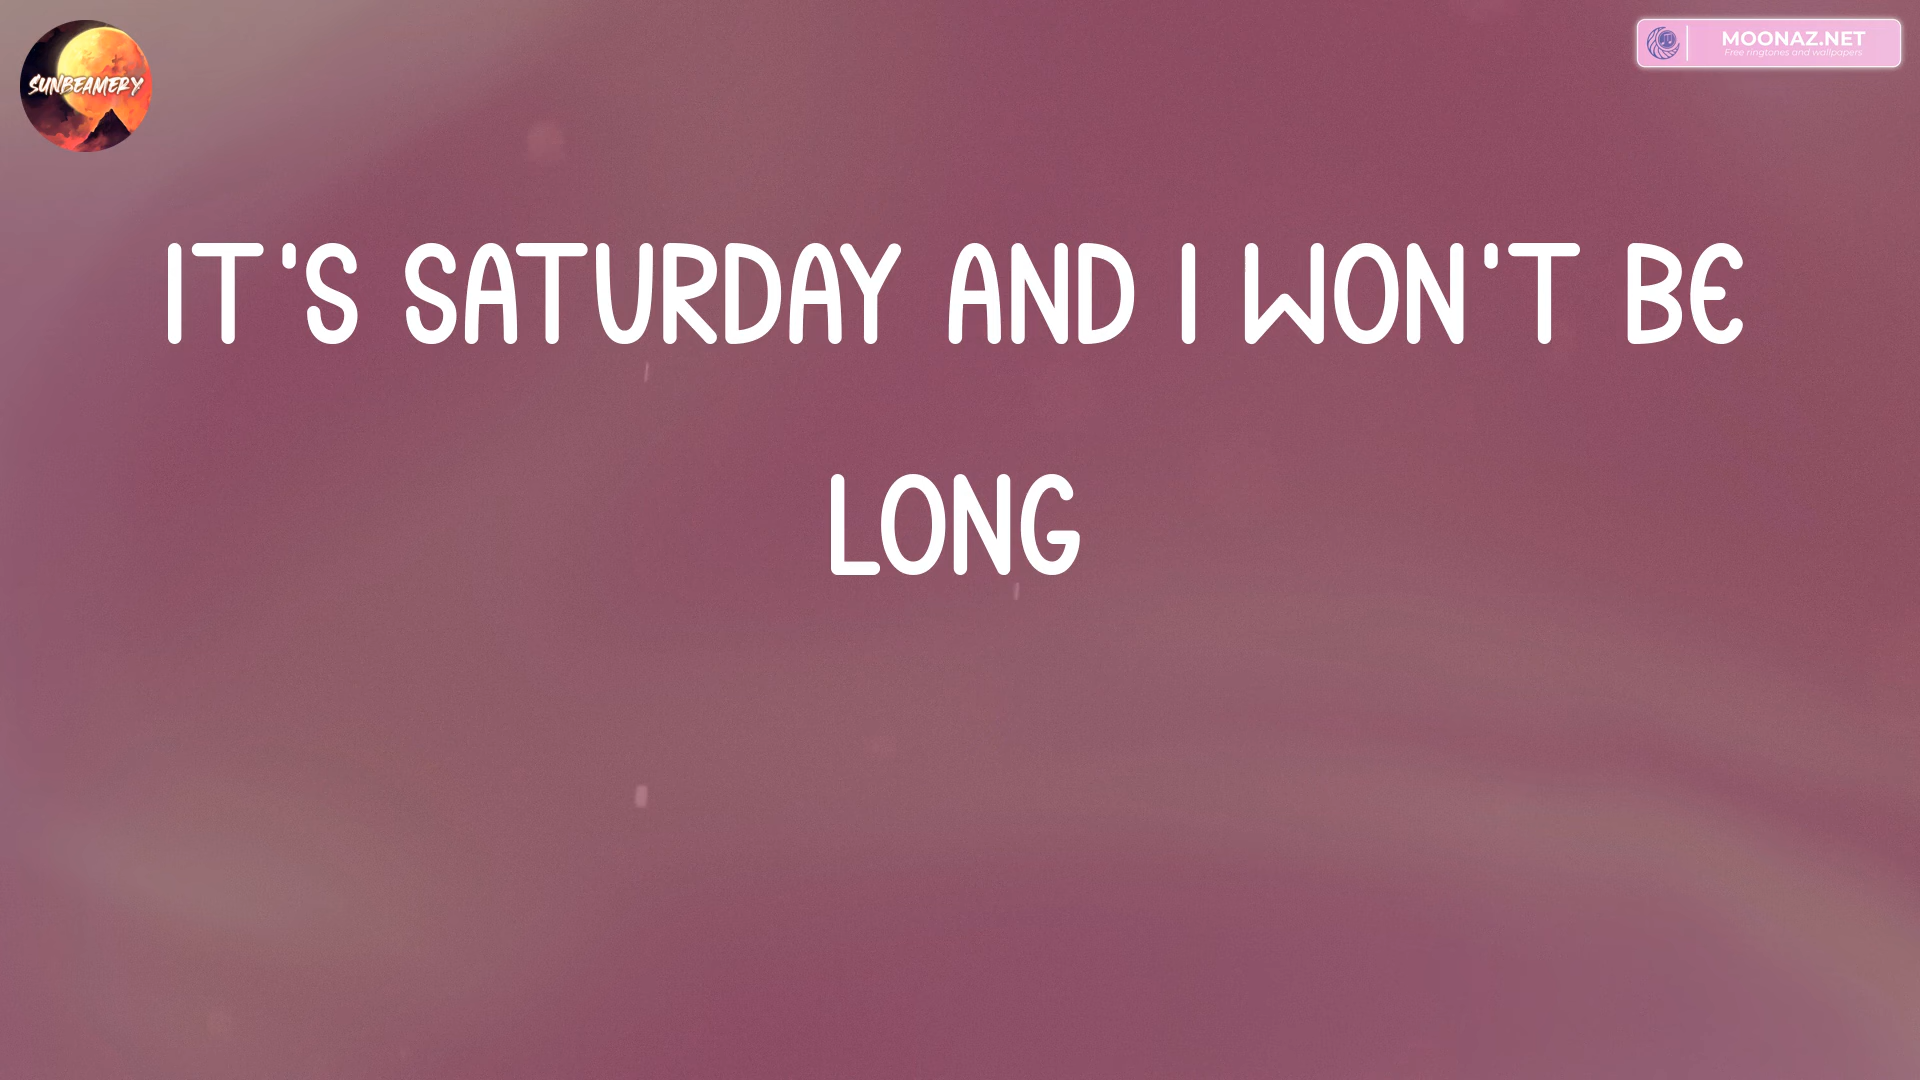 SUNBEAMERY
MOONAZ.NET
Free ringtones and wallpapers
IT'S SATURDAY AND I WON'T BE
LONG